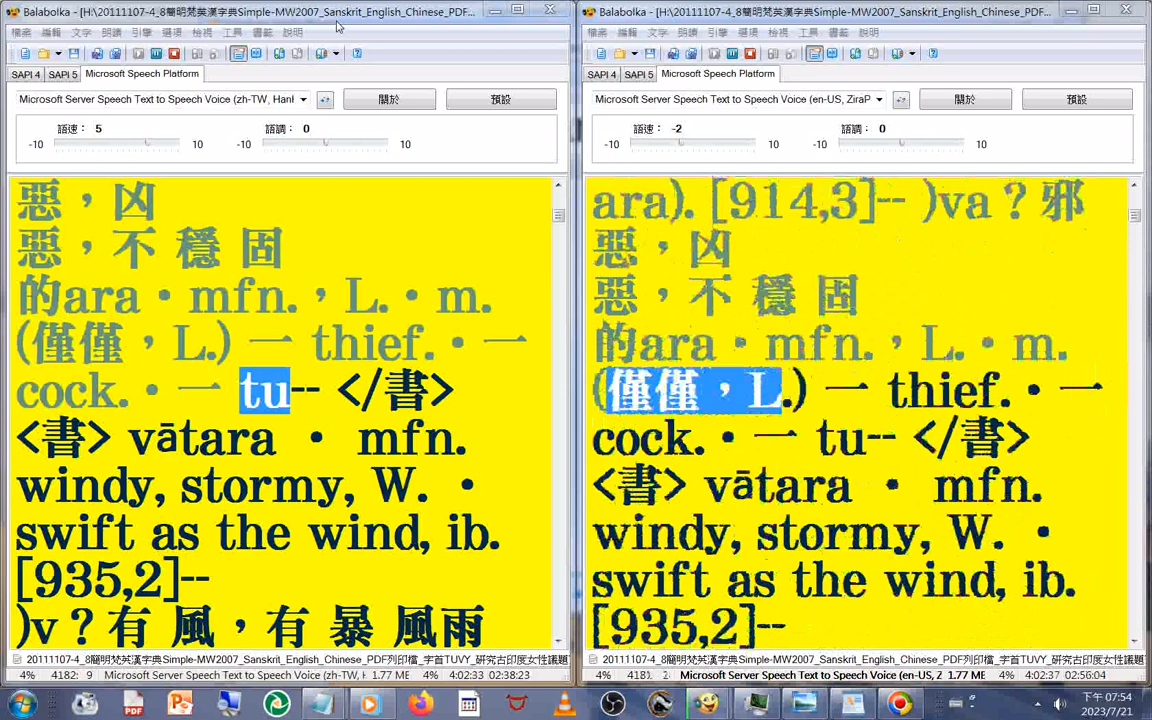 Balabolka - [H:\20111107-4_8簡明梵英漢字典Simple-MW2007_Sanskrit_English_Chinese_PDF...
檔案 編輯 文字 朗讀 引擎 選項 檢視 工具 書籤 說明
SAPI 4 SAPI 5 Microsoft Speech Platform
Microsoft Server Speech Text to Speech Voice (zh-TW, Hanl 關於 預設
語速： 5 語調： 0
-10 10 -10 10
惡，凶
惡，不 穩 固
的ara・mfn.，L.・m.
(僅僅，L.) 一 thief.・一
cock.・一 tu-- </書>
<書> vātara ・ mfn.
windy, stormy, W. ・
swift as the wind, ib.
[935,2]--
)v？有 風，有 暴 風雨
20111107-4_8簡明梵英漢字典Simple-MW2007_Sanskrit_English_Chinese_PDF列印檔_字首TUVY_研究古印度女性議題
4% 4182: 9 Microsoft Speech Text to Speech Voice (zh-TW, H 1.77 ME 4% 4:02:33 02:38:23
Balabolka - [H:\20111107-4_8簡明梵英漢字典Simple-MW2007_Sanskrit_English_Chinese_PDF...
檔案 編輯 文字 朗讀 引擎 選項 檢視 工具 書籤 說明
SAPI 4 SAPI 5 Microsoft Speech Platform
Microsoft Server Speech Text to Speech Voice (en-US, ZiraP 關於 預設
語速： -2 語調： 0
-10 10 -10 10
ara). [914,3]-- )va？邪
惡，凶
惡，不 穩 固
的ara・mfn.，L.・m.
(僅僅，L.) 一 thief.・一
cock.・一 tu-- </書>
<書> vātara ・ mfn.
windy, stormy, W. ・
swift as the wind, ib.
[935,2]--
20111107-4_8簡明梵英漢字典Simple-MW2007_Sanskrit_English_Chinese_PDF列印檔_字首TUVY_研究古印度女性議題
4% 4181: Microsoft Server Speech Text to Speech Voice (en-US, Z 1.77 ME 4% 4:02:37 02:56:04
下午 07:54
2023/7/21